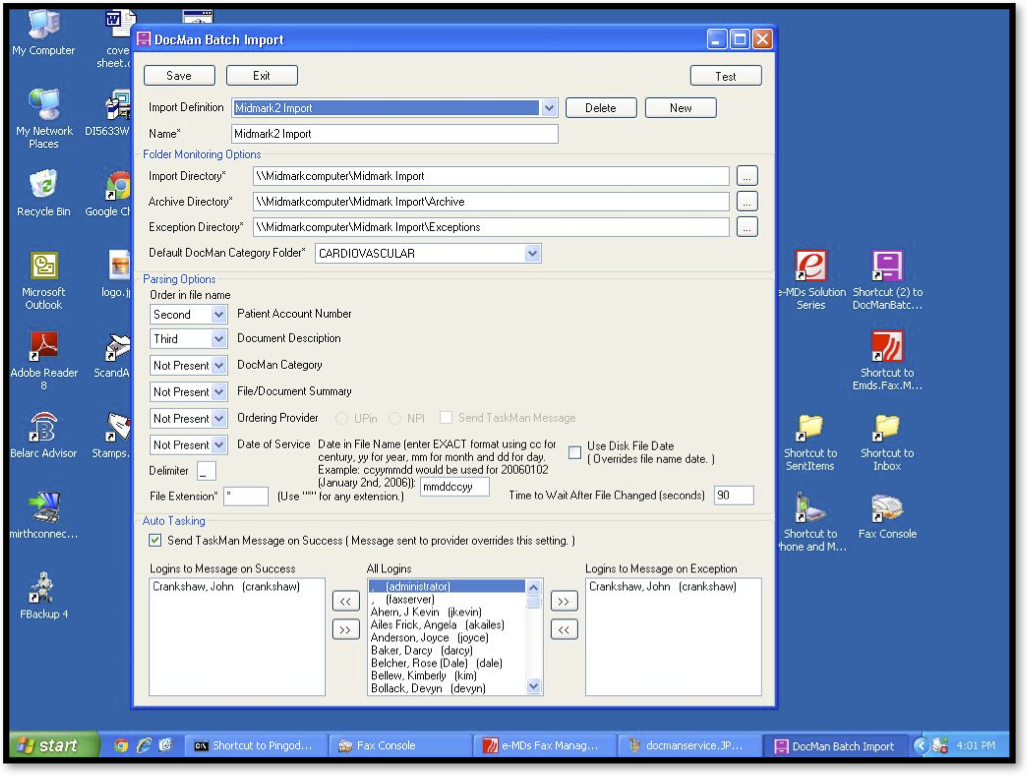 My Computer
cove
sheet.c
My Network
Places
DI5633W
Recycle Bin
Google Ch
Microsoft
Outlook
logo.j
Adobe Reader
8
ScandA
Belarc Advisor
Stamps.
mirthconnec...
FBackup 4
DocMan Batch Import
Save
Exit
Test
Import Definition
Midmark2 Import
Delete
New
Name*
Midmark2 Import
Folder Monitoring Options
Import Directory*
\\Midmarkcomputer\Midmark Import
...
Archive Directory*
\\Midmarkcomputer\Midmark Import\Archive
...
Exception Directory*
\\Midmarkcomputer\Midmark Import\Exceptions
...
Default DocMan Category Folder*
CARDIOVASCULAR
Parsing Options
Order in file name
Second
Patient Account Number
Third
Document Description
Not Present
DocMan Category
Not Present
File/Document Summary
Not Present
Ordering Provider
UPin
NPI
Send TaskMan Message
Not Present
Date of Service
Date in File Name (enter EXACT format using cc for
century, yy for year, mm for month and dd for day.
Example: ccyymmdd would be used for 20060102
(January 2nd, 2006)):
mmddccyy
Use Disk File Date
( Overrides file name date. )
Delimiter
_
File Extension*
*
(Use "*" for any extension.)
Time to Wait After File Changed (seconds)
90
Auto Tasking
Send TaskMan Message on Success ( Message sent to provider overrides this setting. )
Logins to Message on Success
Crankshaw, John (crankshaw)
<<
>>
All Logins
, (administrator)
, (faxserver)
Ahern, J Kevin (jkevin)
Ailes Frick, Angela (akailes)
Anderson, Joyce (joyce)
Baker, Darcy (darcy)
Belcher, Rose (Dale) (dale)
Bellew, Kimberly (kim)
Bollack, Devyn (devyn)
>>
<<
Logins to Message on Exception
Crankshaw, John (crankshaw)
e-MDs Solution
Series
Shortcut (2) to
DocManBatc...
Shortcut to
Emds.Fax.M...
Shortcut to
SentItems
Shortcut to
Inbox
Shortcut to
hone and M...
Fax Console
start
Shortcut to Pingod...
Fax Console
e-MDs Fax Manag...
docmanservice.JP...
DocMan Batch Import
4:01 PM